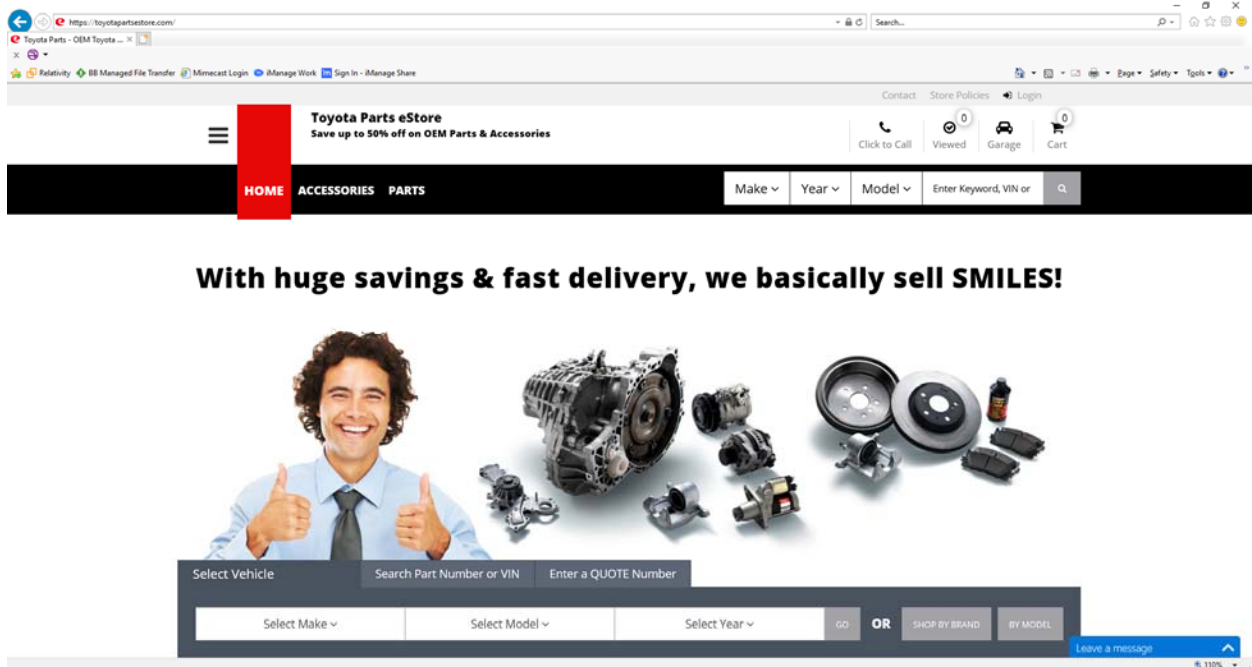 https://toyotapartsestore.com/
Search...
Toyota Parts - OEM Toyota ...
Relativity BB Managed File Transfer Mimecast Login iManage Work Sign In - iManage Share
Page Safety Tools
Contact Store Policies Login
Toyota Parts eStore
Save up to 50% off on OEM Parts & Accessories
0 0
Click to Call Viewed Garage Cart
HOME ACCESSORIES PARTS Make Year Model Enter Keyword, VIN or
With huge savings & fast delivery, we basically sell SMILES!
Select Vehicle Search Part Number or VIN Enter a QUOTE Number
Select Make Select Model Select Year GO OR SHOP BY BRAND BY MODEL
Leave a message
110%